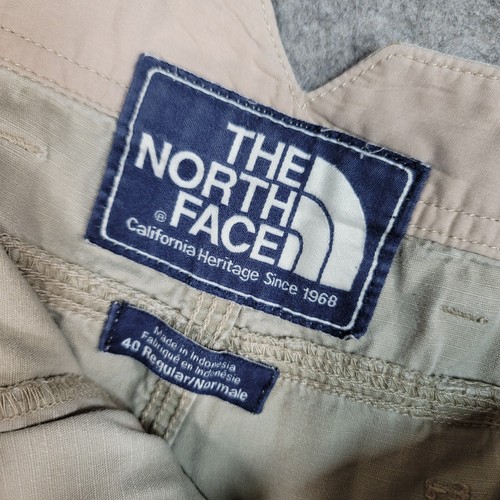 THE
NORTH
FACE
®
California Heritage Since 1968
Made in Indonesia
Fabriqué en Indonésie
40 Regular/Normale